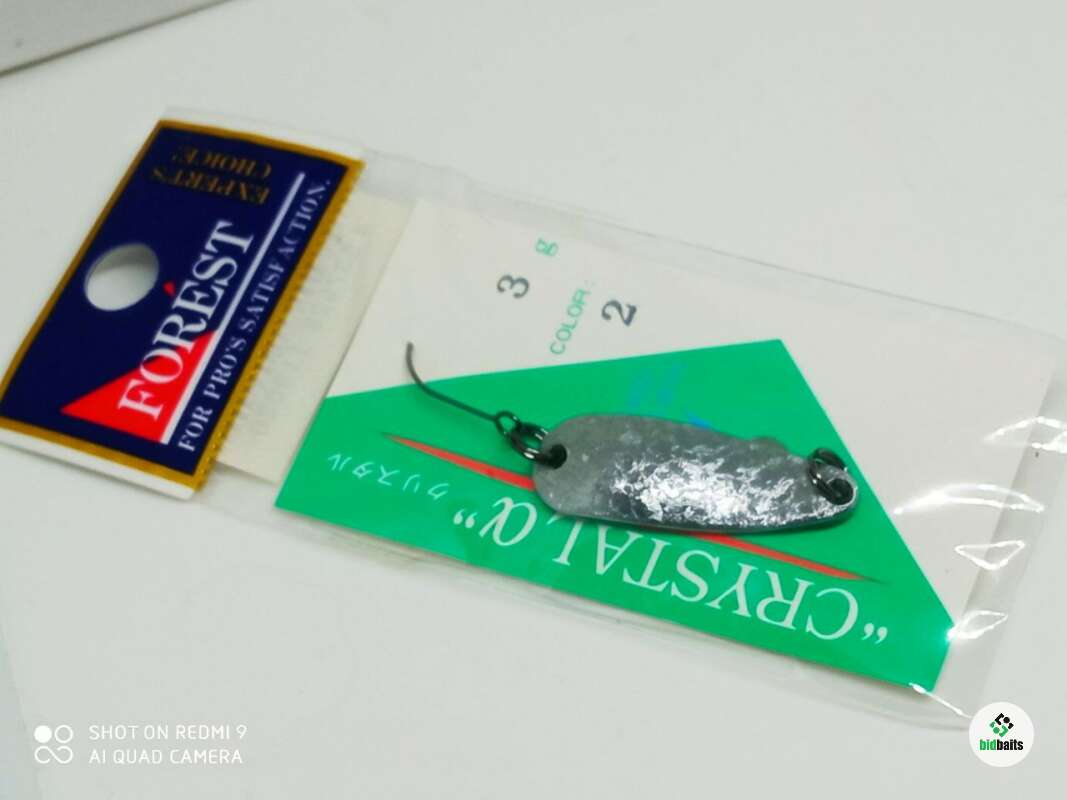 EXPERT'S
CHOICE!
FORÉST
FOR PRO'S SATISFACTION.
3 g
COLOR: 2
クリスタル
“CRYSTAL α”
SHOT ON REDMI 9
AI QUAD CAMERA
bidbaits